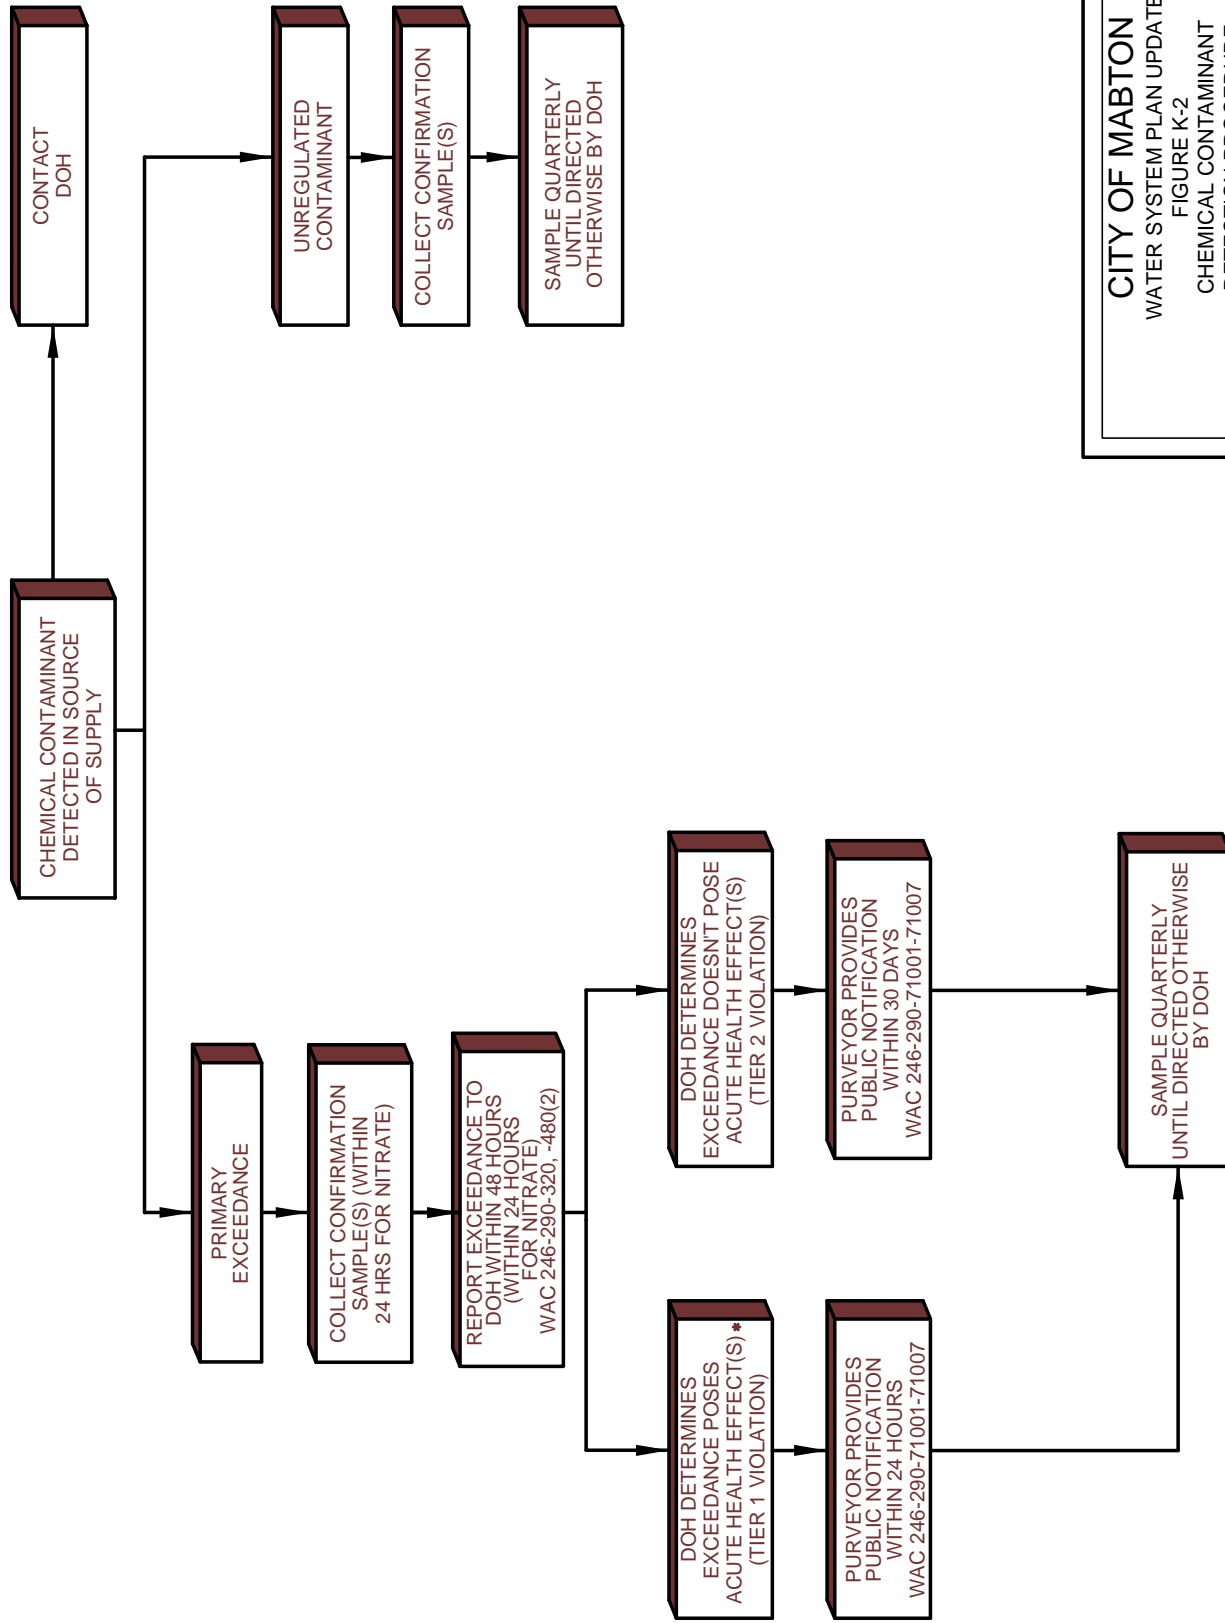 CHEMICAL CONTAMINANT
DETECTED IN SOURCE
OF SUPPLY
CONTACT
DOH
PRIMARY
EXCEEDANCE
COLLECT CONFIRMATION
SAMPLE(S) (WITHIN
24 HRS FOR NITRATE)
REPORT EXCEEDANCE TO
DOH WITHIN 48 HOURS
(WITHIN 24 HOURS
FOR NITRATE)
WAC 246-290-320, -480(2)
DOH DETERMINES
EXCEEDANCE POSES
ACUTE HEALTH EFFECT(S) *
(TIER 1 VIOLATION)
PURVEYOR PROVIDES
PUBLIC NOTIFICATION
WITHIN 24 HOURS
WAC 246-290-71001-71007
DOH DETERMINES
EXCEEDANCE DOESN'T POSE
ACUTE HEALTH EFFECT(S)
(TIER 2 VIOLATION)
PURVEYOR PROVIDES
PUBLIC NOTIFICATION
WITHIN 30 DAYS
WAC 246-290-71001-71007
SAMPLE QUARTERLY
UNTIL DIRECTED OTHERWISE
BY DOH
UNREGULATED
CONTAMINANT
COLLECT CONFIRMATION
SAMPLE(S)
SAMPLE QUARTERLY
UNTIL DIRECTED
OTHERWISE BY DOH
CITY OF MABTON
WATER SYSTEM PLAN UPDATE
FIGURE K-2
CHEMICAL CONTAMINANT